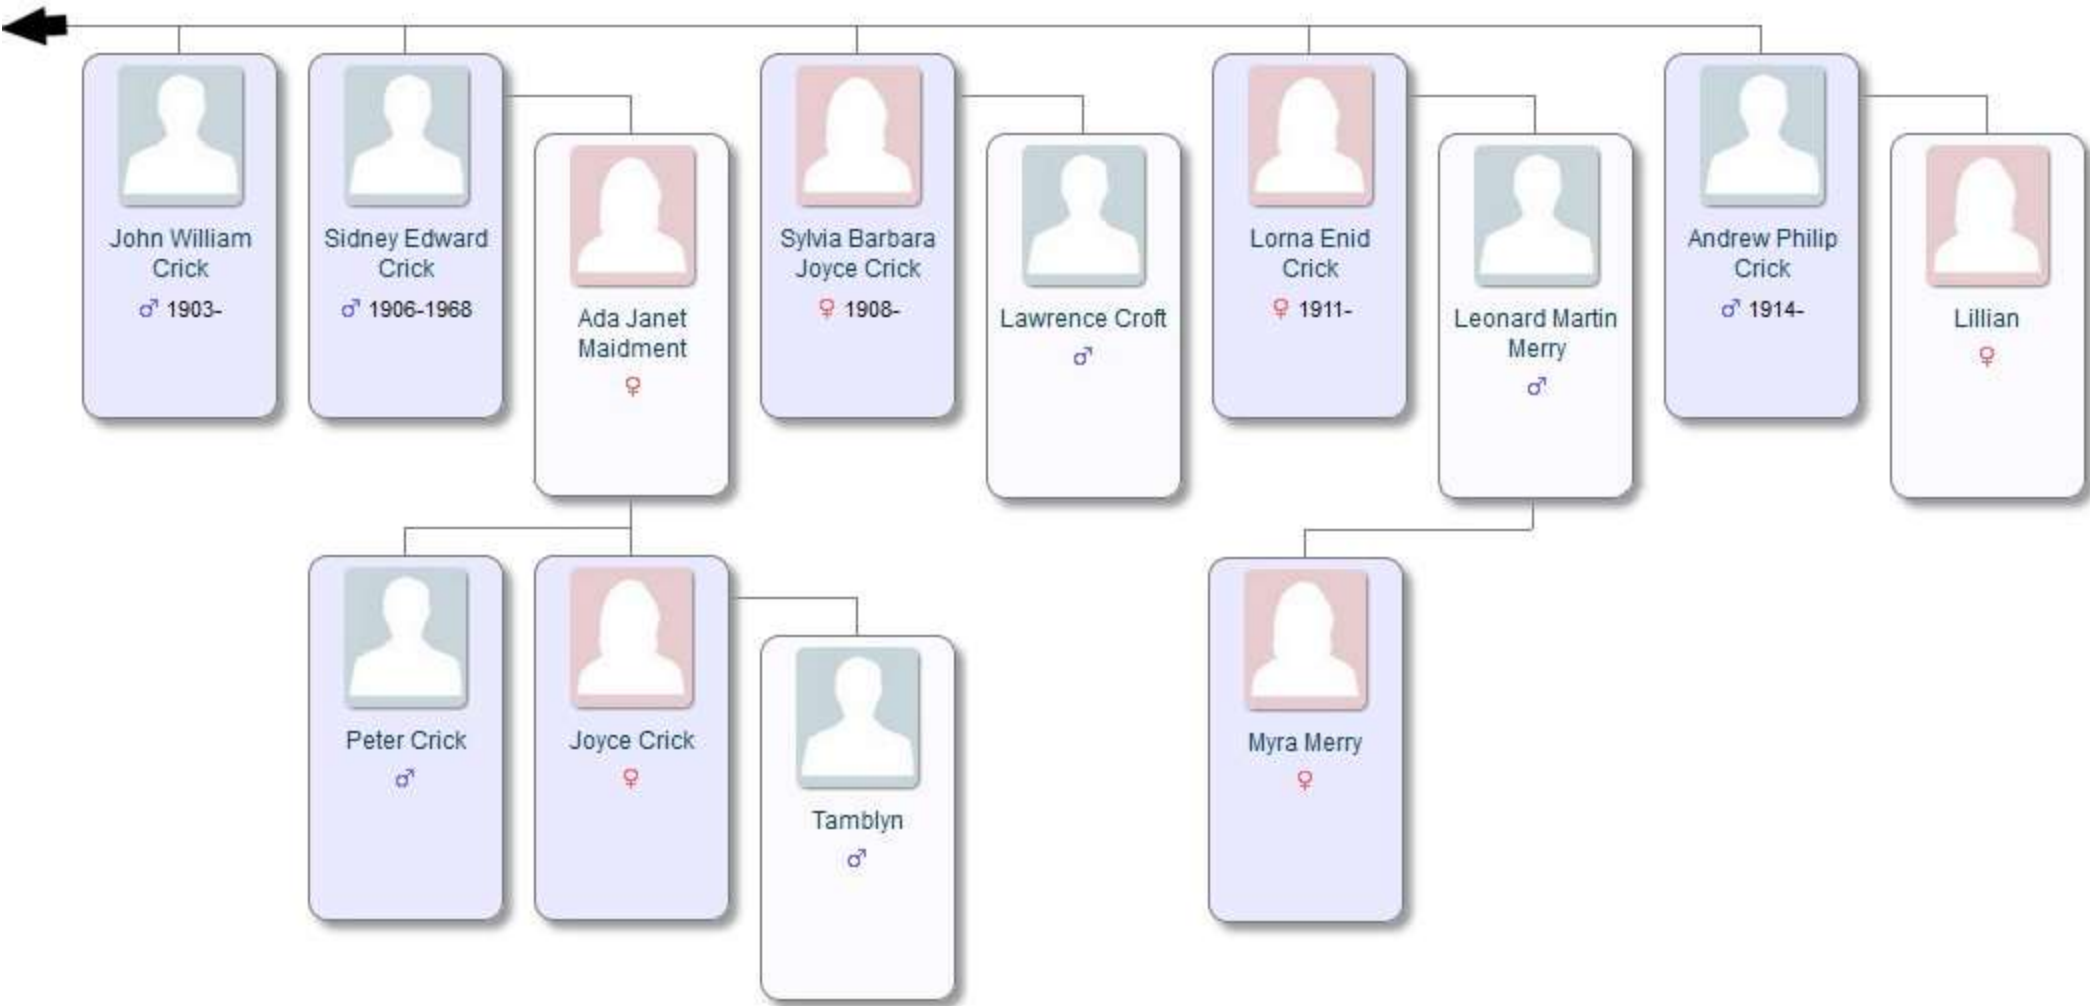 John William
Crick
♂ 1903-
Sidney Edward
Crick
♂ 1906-1968
Ada Janet
Maidment
♀
Sylvia Barbara
Joyce Crick
♀ 1908-
Lawrence Croft
♂
Lorna Enid
Crick
♀ 1911-
Leonard Martin
Merry
♂
Andrew Philip
Crick
♂ 1914-
Lillian
♀
Peter Crick
♂
Joyce Crick
♀
Tamblyn
♂
Myra Merry
♀